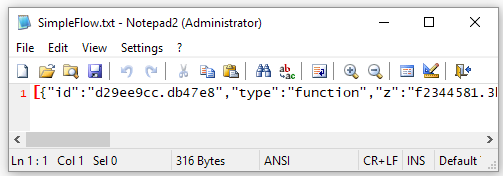 SimpleFlow.txt - Notepad2 (Administrator)
File Edit View Settings ?
1 [{"id":"d29ee9cc.db47e8","type":"function","z":"f2344581.3
Ln 1 : 1 Col 1 Sel 0 316 Bytes ANSI CR+LF INS Default